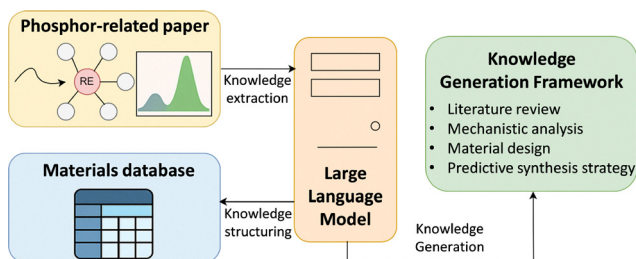 Phosphor-related paper
RE
Knowledge
extraction
Materials database
Knowledge
structuring
Large
Language
Model
Knowledge
Generation Framework
• Literature review
• Mechanistic analysis
• Material design
• Predictive synthesis strategy
Knowledge
Generation